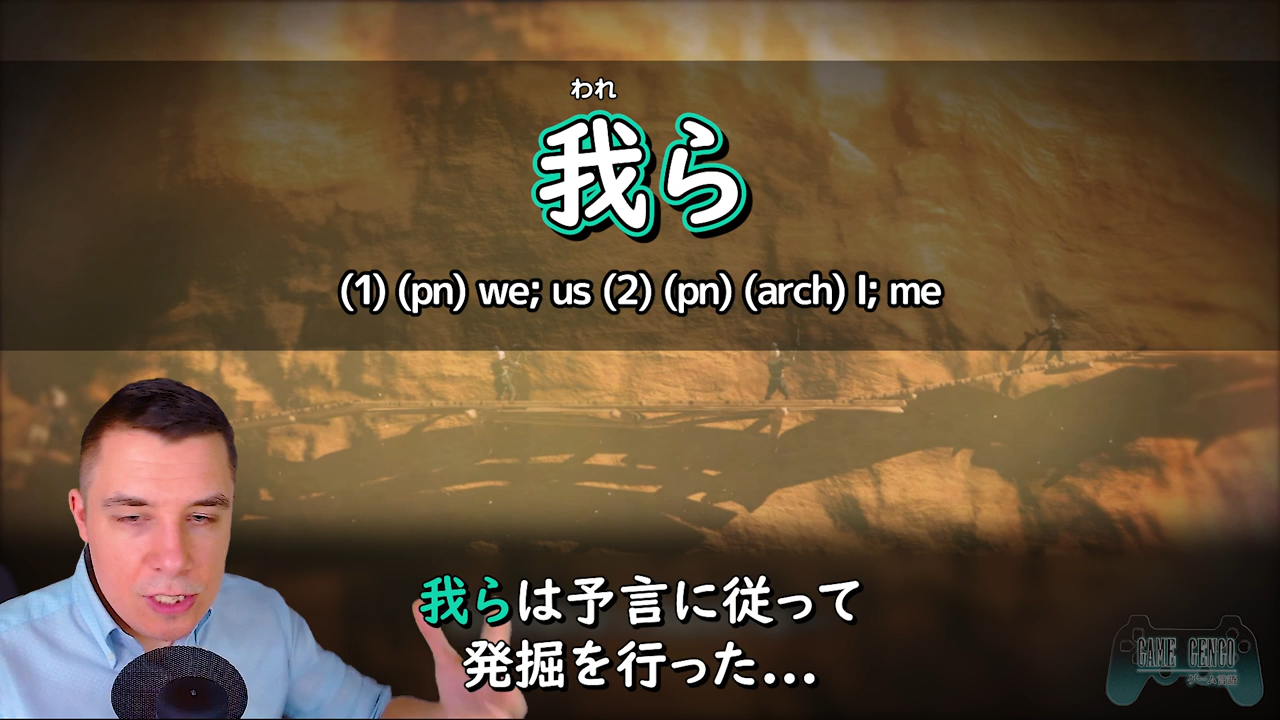 われ
我ら
(1) (pn) we; us (2) (pn) (arch) I; me
我らは予言に従って
発掘を行った...
GAME GENGO
ゲーム言語